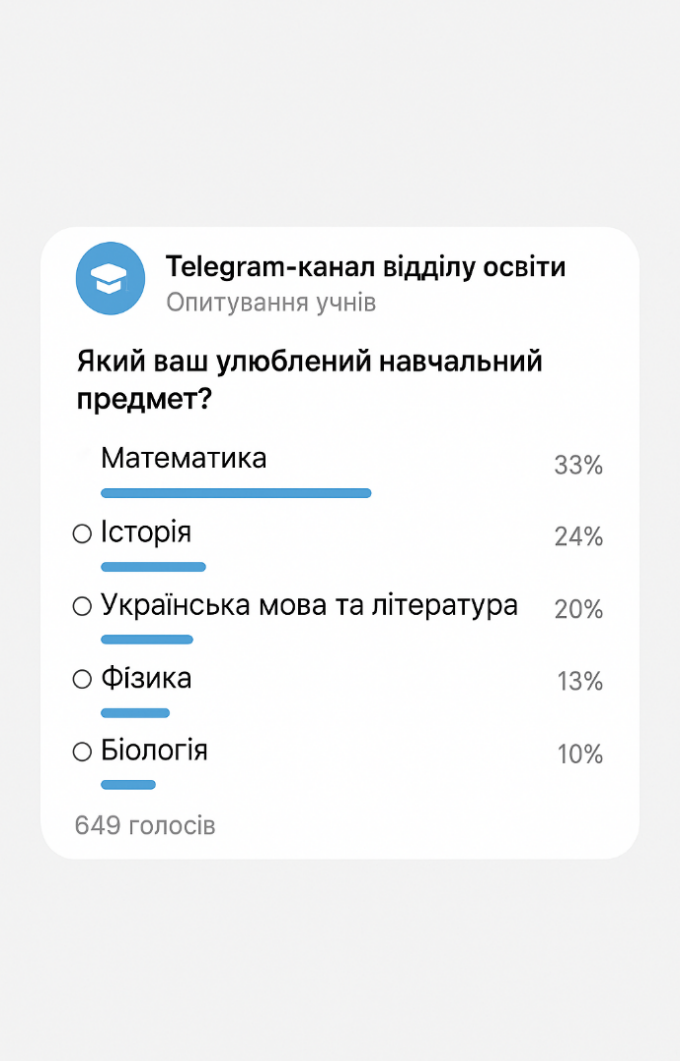 Telegram-канал відділу освіти
Опитування учнів
Який ваш улюблений навчальний
предмет?
Математика 33%
Історія 24%
Українська мова та література 20%
Фізика 13%
Біологія 10%
649 голосів